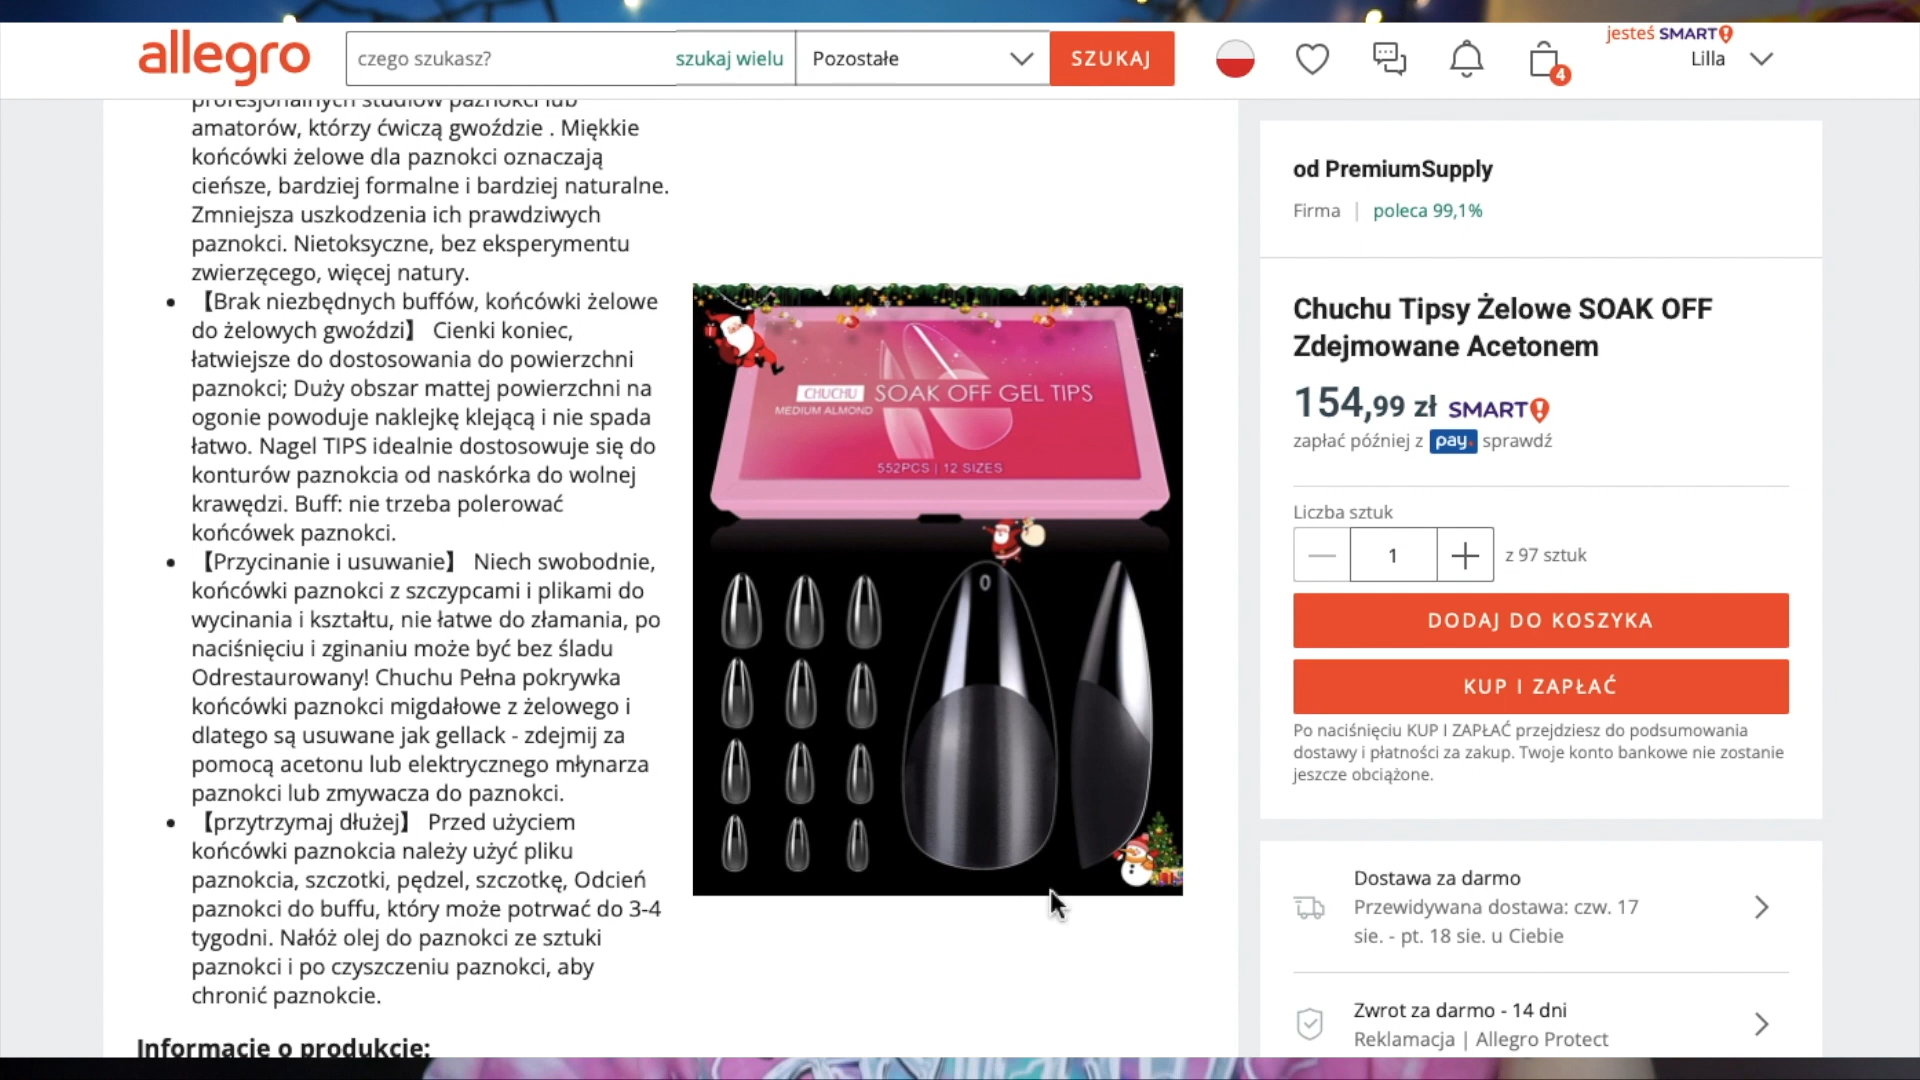 allegro
czego szukasz?
szukaj wielu
Pozostałe
SZUKAJ
4
jesteś SMART!
Lilla
profesjonalnych studiów paznokci lub
amatorów, którzy ćwiczą gwoździe . Miękkie
końcówki żelowe dla paznokci oznaczają
cieńsze, bardziej formalne i bardziej naturalne.
Zmniejsza uszkodzenia ich prawdziwych
paznokci. Nietoksyczne, bez eksperymentu
zwierzęcego, więcej natury.
【Brak niezbędnych buffów, końcówki żelowe
do żelowych gwoździ】 Cienki koniec,
łatwiejsze do dostosowania do powierzchni
paznokci; Duży obszar mattej powierzchni na
ogonie powoduje naklejkę klejącą i nie spada
łatwo. Nagel TIPS idealnie dostosowuje się do
konturów paznokcia od naskórka do wolnej
krawędzi. Buff: nie trzeba polerować
końcówek paznokci.
【Przycinanie i usuwanie】 Niech swobodnie,
końcówki paznokci z szczypcami i plikami do
wycinania i kształtu, nie łatwe do złamania, po
naciśnięciu i zginaniu może być bez śladu
Odrestaurowany! Chuchu Pełna pokrywka
końcówki paznokci migdałowe z żelowego i
dlatego są usuwane jak gellack - zdejmij za
pomocą acetonu lub elektrycznego młynarza
paznokci lub zmywacza do paznokci.
【przytrzymaj dłużej】 Przed użyciem
końcówki paznokcia należy użyć pliku
paznokcia, szczotki, pędzel, szczotkę, Odcień
paznokci do buffu, który może potrwać do 3-4
tygodni. Nałóż olej do paznokci ze sztuki
paznokci i po czyszczeniu paznokci, aby
chronić paznokcie.
Informacje o produkcie:
CHUCHU SOAK OFF GEL TIPS
MEDIUM ALMOND
552PCS | 12 SIZES
0
od PremiumSupply
Firma | poleca 99,1%
Chuchu Tipsy Żelowe SOAK OFF
Zdejmowane Acetonem
154,99 zł SMART!
zapłać później z pay sprawdź
Liczba sztuk
1
z 97 sztuk
DODAJ DO KOSZYKA
KUP I ZAPŁAĆ
Po naciśnięciu KUP I ZAPŁAĆ przejdziesz do podsumowania
dostawy i płatności za zakup. Twoje konto bankowe nie zostanie
jeszcze obciążone.
Dostawa za darmo
Przewidywana dostawa: czw. 17
sie. - pt. 18 sie. u Ciebie
Zwrot za darmo - 14 dni
Reklamacja | Allegro Protect